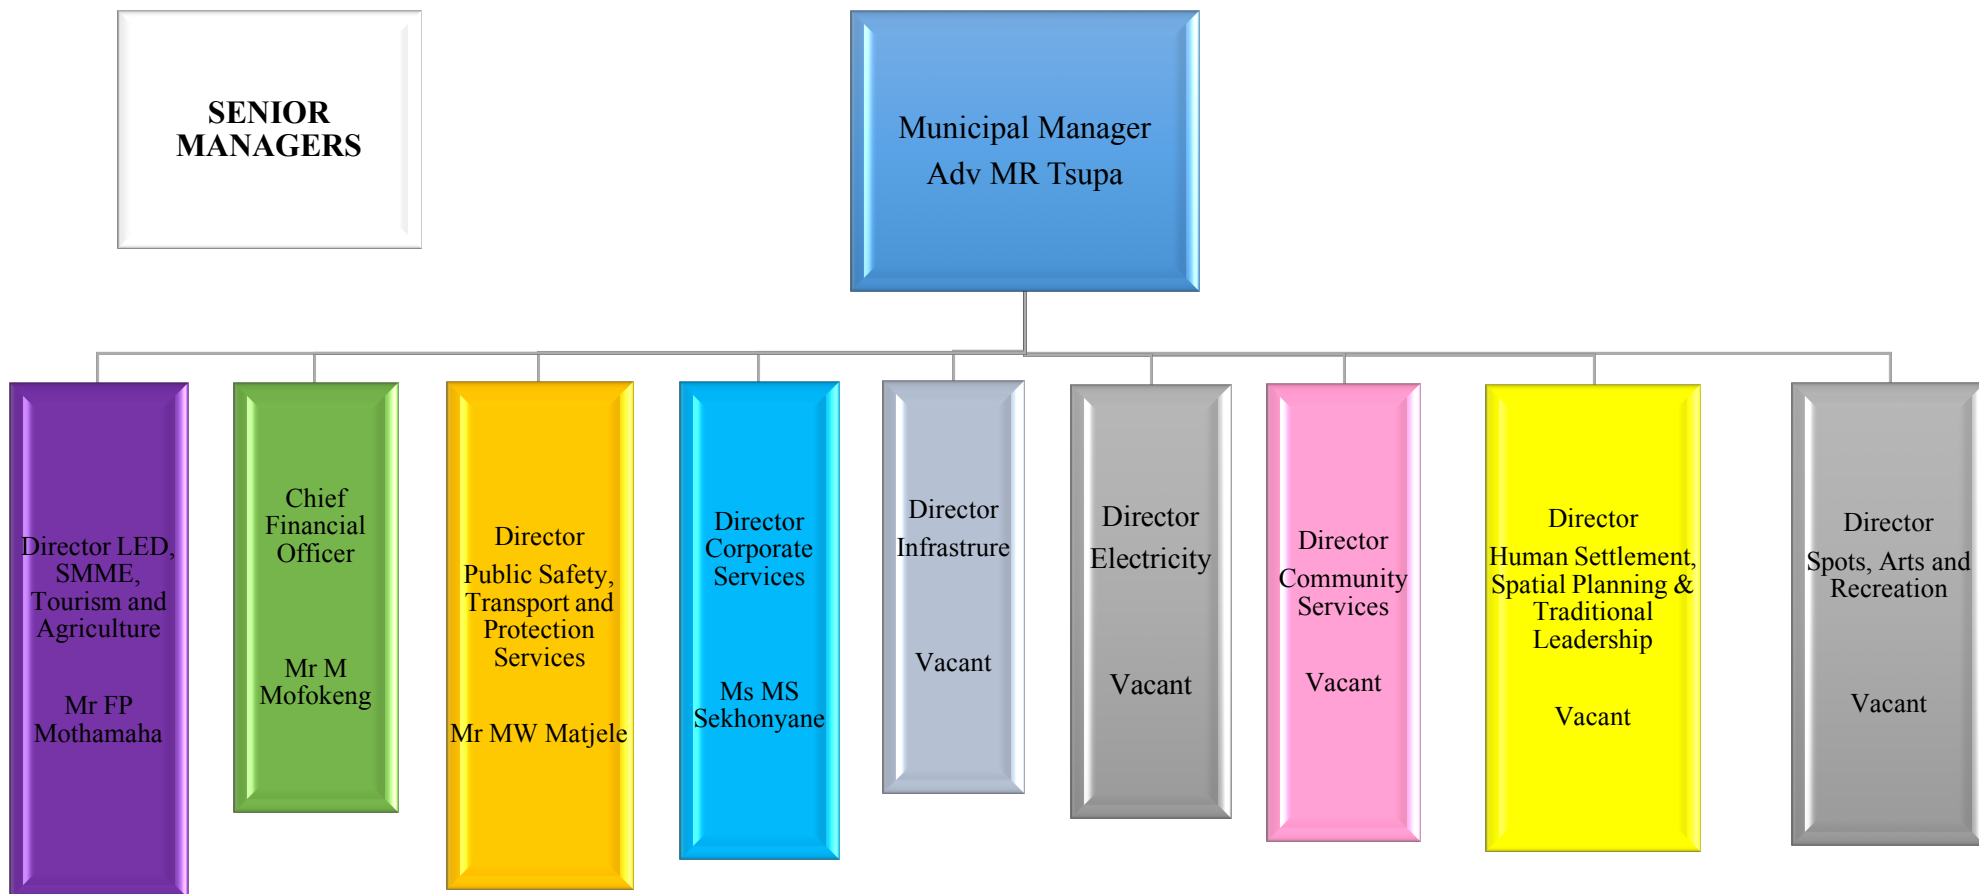 SENIOR
MANAGERS
Municipal Manager
Adv MR Tsupa
Director LED,
SMME,
Tourism and
Agriculture
Mr FP
Mothamaha
Chief
Financial
Officer
Mr M
Mofokeng
Director
Public Safety,
Transport and
Protection
Services
Mr MW Matjele
Director
Corporate
Services
Ms MS
Sekhonyane
Director
Infrastrure
Vacant
Director
Electricity
Vacant
Director
Community
Services
Vacant
Director
Human Settlement,
Spatial Planning &
Traditional
Leadership
Vacant
Director
Spots, Arts and
Recreation
Vacant